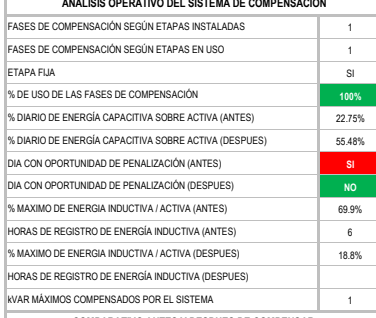 ANÁLISIS OPERATIVO DEL SISTEMA DE COMPENSACIÓN
FASES DE COMPENSACIÓN SEGÚN ETAPAS INSTALADAS 1
FASES DE COMPENSACIÓN SEGÚN ETAPAS EN USO 1
ETAPA FIJA SI
% DE USO DE LAS FASES DE COMPENSACIÓN 100%
% DIARIO DE ENERGÍA CAPACITIVA SOBRE ACTIVA (ANTES) 22.75%
% DIARIO DE ENERGÍA CAPACITIVA SOBRE ACTIVA (DESPUES) 55.48%
DIA CON OPORTUNIDAD DE PENALIZACIÓN (ANTES) SI
DIA CON OPORTUNIDAD DE PENALIZACIÓN (DESPUES) NO
% MAXIMO DE ENERGIA INDUCTIVA / ACTIVA (ANTES) 69.9%
HORAS DE REGISTRO DE ENERGÍA INDUCTIVA (ANTES) 6
% MAXIMO DE ENERGIA INDUCTIVA / ACTIVA (DESPUES) 18.8%
HORAS DE REGISTRO DE ENERGÍA INDUCTIVA (DESPUES)
kVAR MÁXIMOS COMPENSADOS POR EL SISTEMA 1